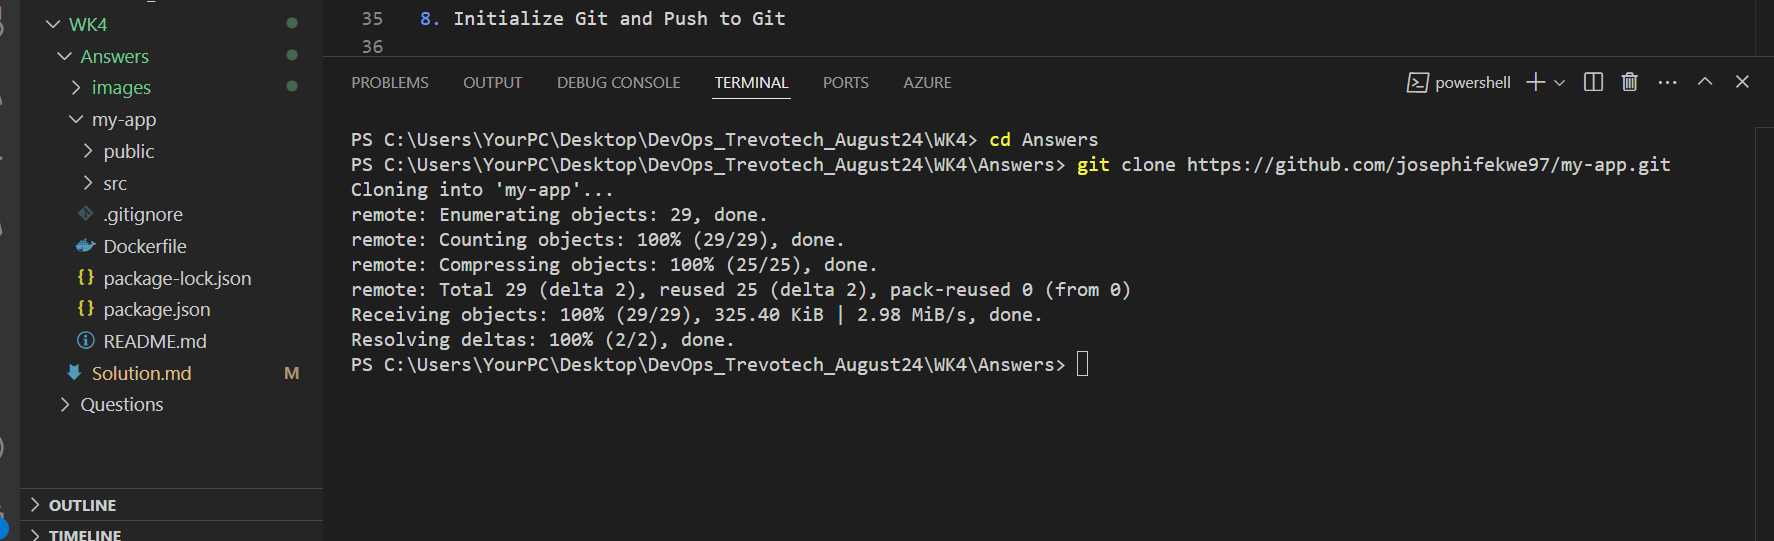 WK4
Answers
images
my-app
public
src
.gitignore
Dockerfile
{} package-lock.json
{} package.json
README.md
Solution.md M
Questions
OUTLINE
TIMELINE
35 8. Initialize Git and Push to Git
36
PROBLEMS OUTPUT DEBUG CONSOLE TERMINAL PORTS AZURE powershell
PS C:\Users\YourPC\Desktop\DevOps_Trevotech_August24\WK4> cd Answers
PS C:\Users\YourPC\Desktop\DevOps_Trevotech_August24\WK4\Answers> git clone https://github.com/josephifekwe97/my-app.git
Cloning into 'my-app'...
remote: Enumerating objects: 29, done.
remote: Counting objects: 100% (29/29), done.
remote: Compressing objects: 100% (25/25), done.
remote: Total 29 (delta 2), reused 25 (delta 2), pack-reused 0 (from 0)
Receiving objects: 100% (29/29), 325.40 KiB | 2.98 MiB/s, done.
Resolving deltas: 100% (2/2), done.
PS C:\Users\YourPC\Desktop\DevOps_Trevotech_August24\WK4\Answers>